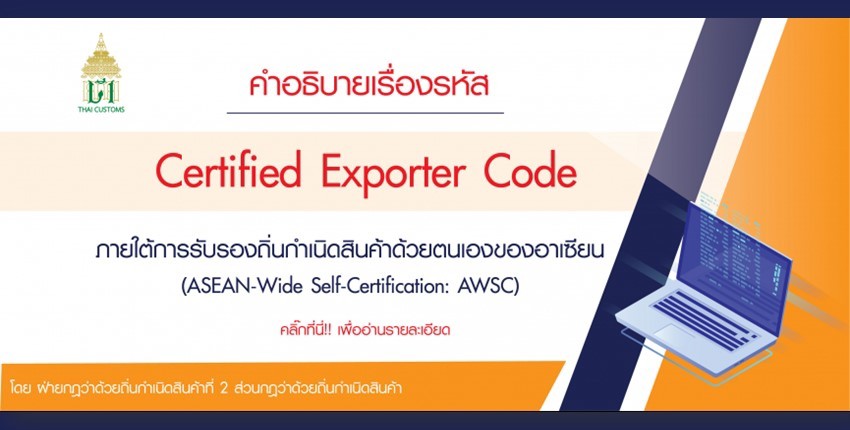 THAI CUSTOMS
คำอธิบายเรื่องรหัส
Certified Exporter Code
ภายใต้การรับรองถิ่นกำเนิดสินค้าด้วยตนเองของอาเซียน
(ASEAN-Wide Self-Certification: AWSC)
คลิ๊กที่นี่!! เพื่ออ่านรายละเอียด
โดย ฝ่ายกฎว่าด้วยถิ่นกำเนิดสินค้าที่ 2 ส่วนกฎว่าด้วยถิ่นกำเนิดสินค้า